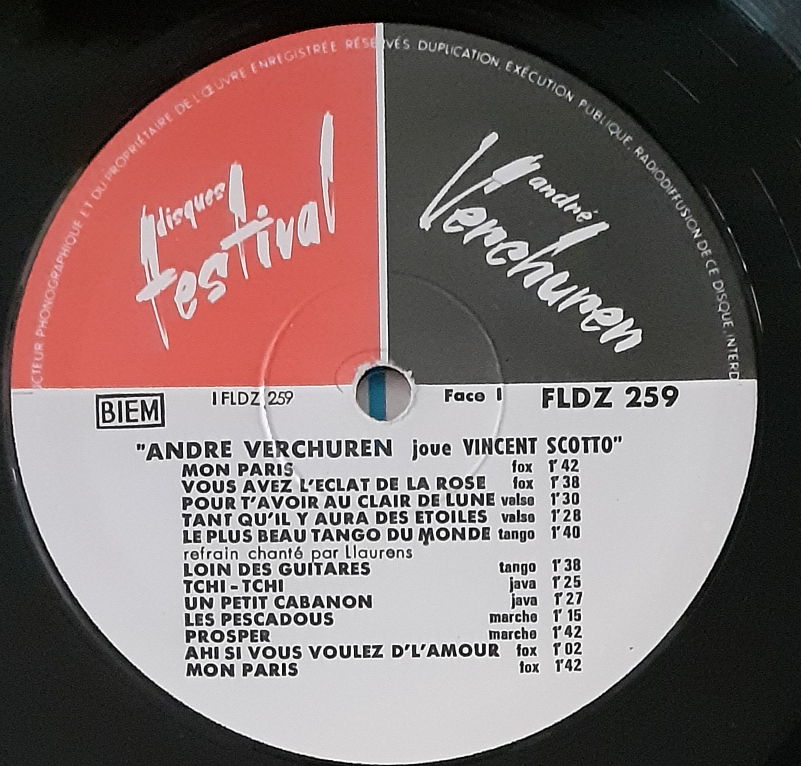 UCTEUR PHONOGRAPHIQUE ET DU PROPRIÉTAIRE DE L'ŒUVRE ENREGISTRÉE RÉSERVÉS DUPLICATION, EXÉCUTION PUBLIQUE, RADIODIFFUSION DE CE DISQUE INTERD
disques
festival
andré
Verchuren
BIEM
1 FLDZ 259
Face 1
FLDZ 259
"ANDRE VERCHUREN joue VINCENT SCOTTO"
MON PARIS fox 1'42
VOUS AVEZ L'ECLAT DE LA ROSE fox 1'38
POUR T'AVOIR AU CLAIR DE LUNE valse 1'30
TANT QU'IL Y AURA DES ETOILES valse 1'28
LE PLUS BEAU TANGO DU MONDE tango 1'40
refrain chanté par Llaurens
LOIN DES GUITARES tango 1'38
TCHI-TCHI java 1'25
UN PETIT CABANON java 1'27
LES PESCADOUS marche 1'15
PROSPER marche 1'42
AH! SI VOUS VOULEZ D'L'AMOUR fox 1'02
MON PARIS fox 1'42